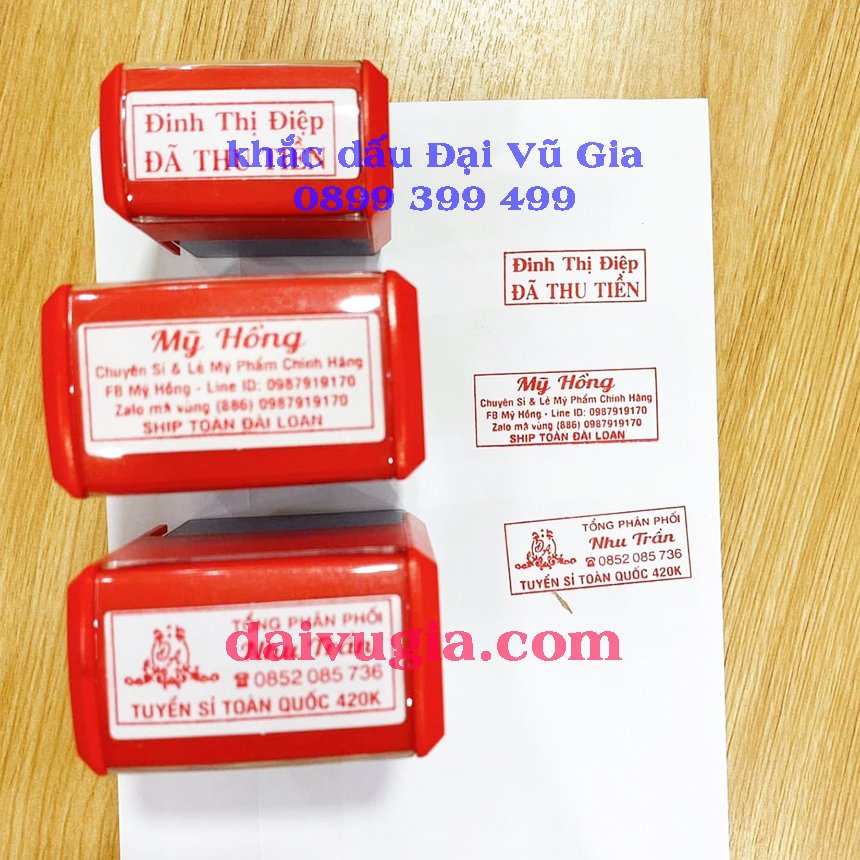 Đinh Thị Điệp
ĐÃ THU TIỀN
khắc dấu Đại Vũ Gia
0899 399 499
Đinh Thị Điệp
ĐÃ THU TIỀN
Mỹ Hồng
Chuyên Sỉ & Lẻ Mỹ Phẩm Chính Hãng
FB Mỹ Hồng - Line ID: 0987919170
Zalo mã vùng (886) 0987919170
SHIP TOÀN ĐÀI LOAN
Mỹ Hồng
Chuyên Sỉ & Lẻ Mỹ Phẩm Chính Hãng
FB Mỹ Hồng - Line ID: 0987919170
Zalo mã vùng (886) 0987919170
SHIP TOÀN ĐÀI LOAN
TỔNG PHÂN PHỐI
Như Trần
☎0852 085 736
TUYỂN SỈ TOÀN QUỐC 420K
TỔNG PHÂN PHỐI
daivugia.com
Như Trần
☎0852 085 736
TUYỂN SỈ TOÀN QUỐC 420K